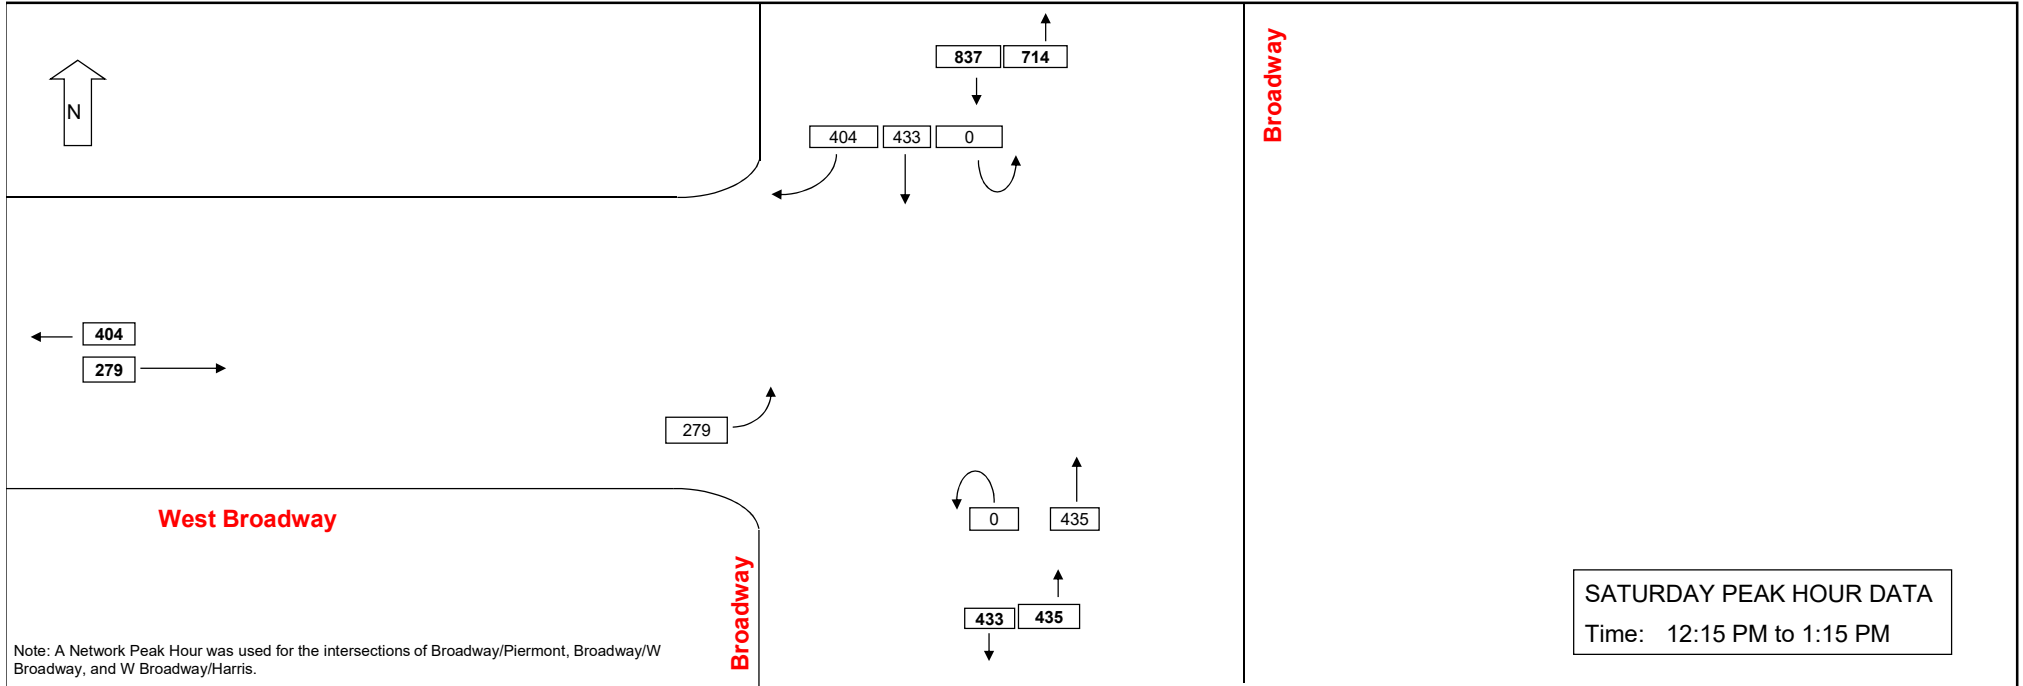 837 714
Broadway
N
404 433 0
404
279
279
0 435
West Broadway
Broadway
433 435
SATURDAY PEAK HOUR DATA
Time: 12:15 PM to 1:15 PM
Note: A Network Peak Hour was used for the intersections of Broadway/Piermont, Broadway/W
Broadway, and W Broadway/Harris.